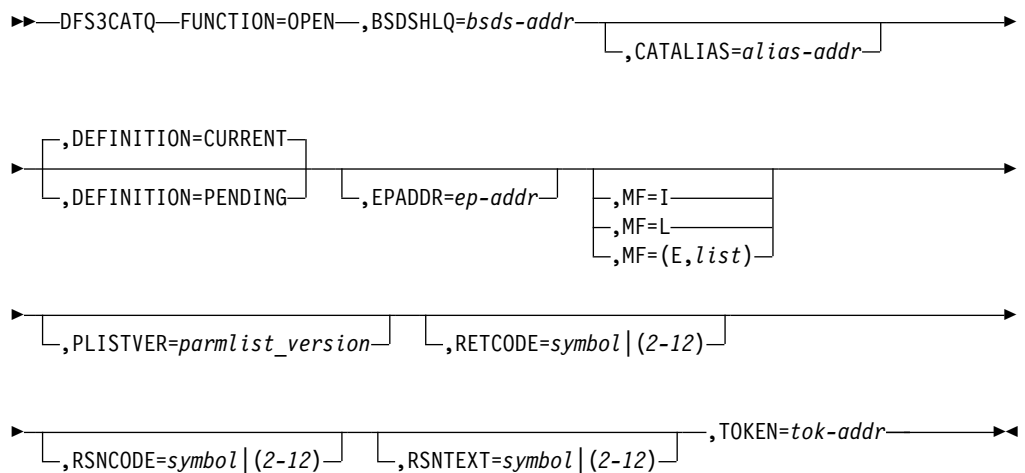 DFS3CATQ FUNCTION=OPEN ,BSDSHLQ=bsds-addr
,CATALIAS=alias-addr
,DEFINITION=CURRENT
,DEFINITION=PENDING
,EPADDR=ep-addr
,MF=I
,MF=L
,MF=(E,list)
,PLISTVER=parmlist_version
,RETCODE=symbol|(2-12)
,RSNCODE=symbol|(2-12)
,RSNTEXT=symbol|(2-12)
,TOKEN=tok-addr